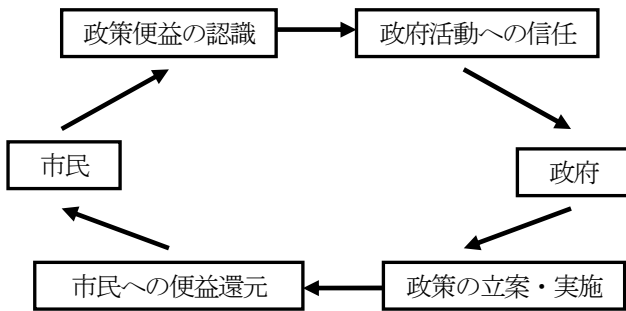 政策便益の認識
政府活動への信任
市民
政府
市民への便益還元
政策の立案・実施